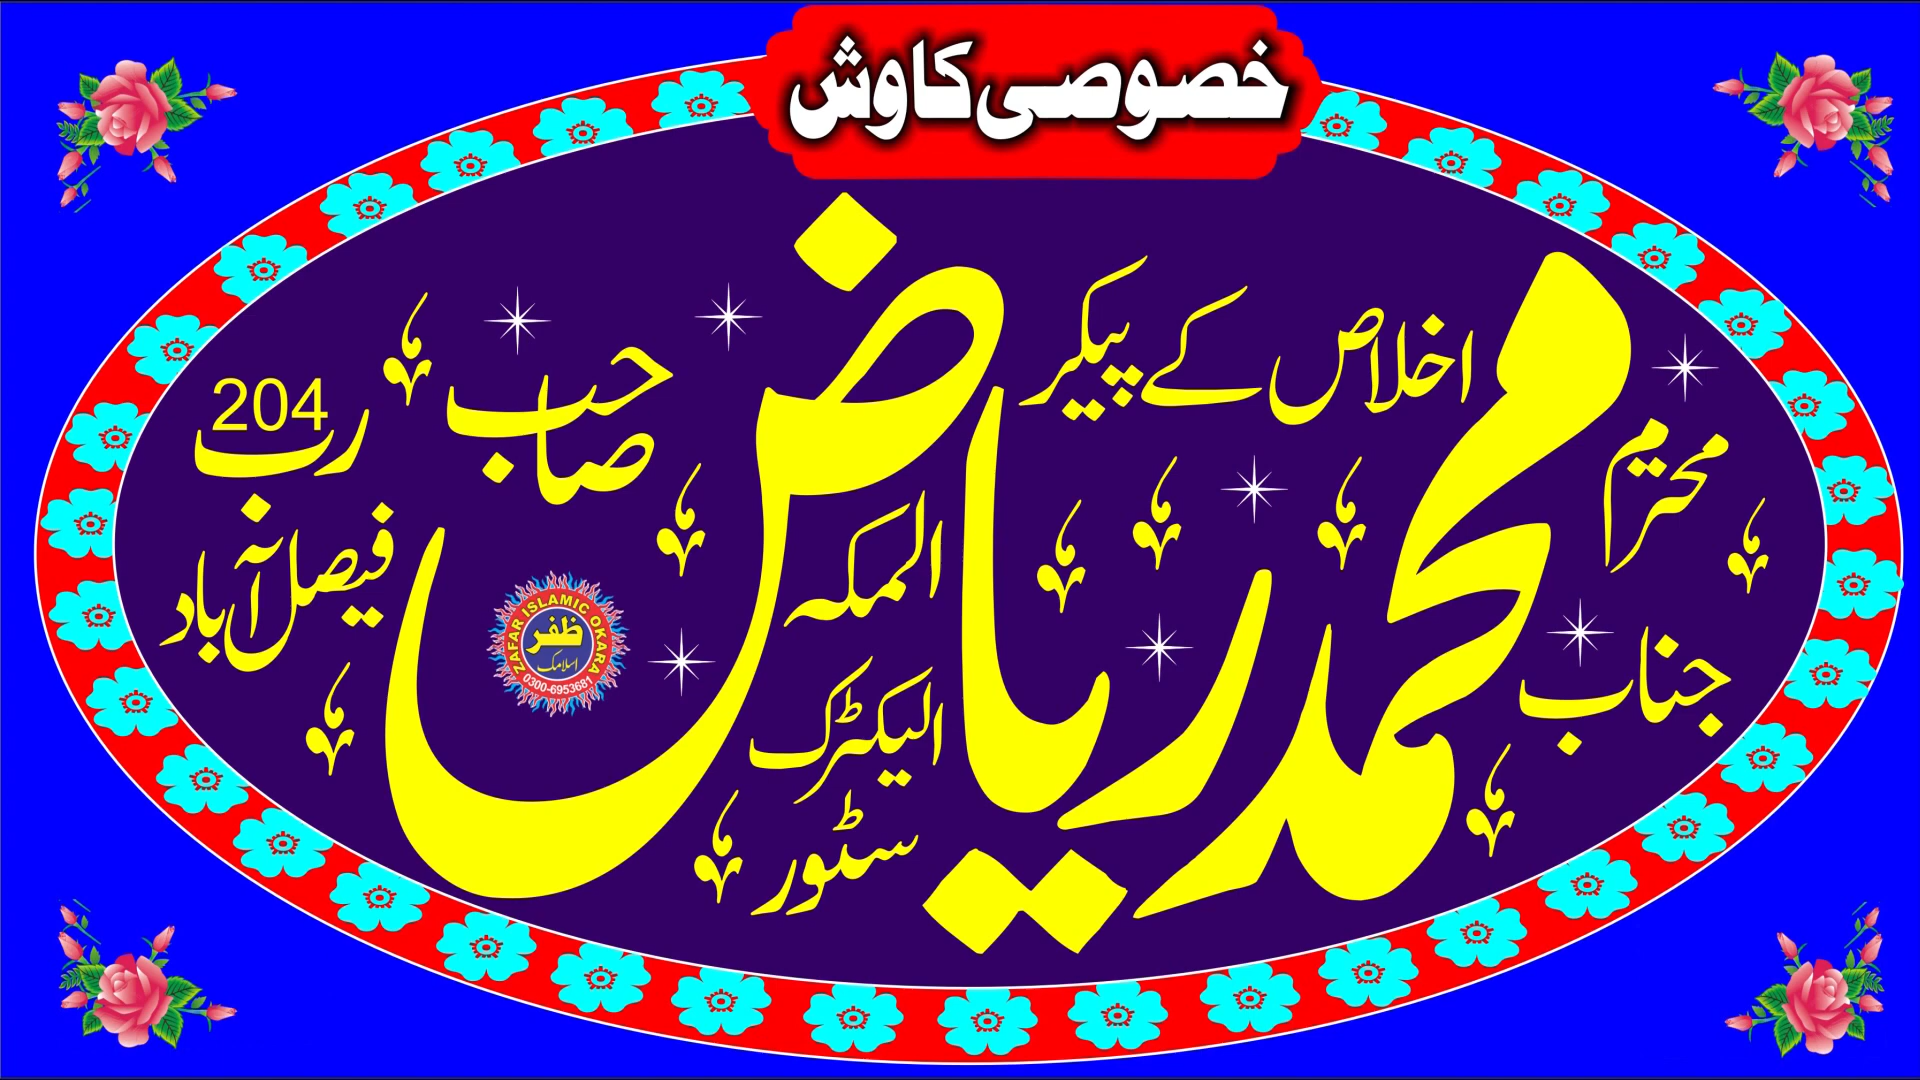 خصوصی کاوش
اخلاص کے پیکر
محترم
جناب
محمد ریاض
صاحب
المکہ
الیکٹرک
سٹور
204
رب
فیصل آباد
ZAFAR ISLAMIC OKARA
ظفر
اسلامک
0300-6953681